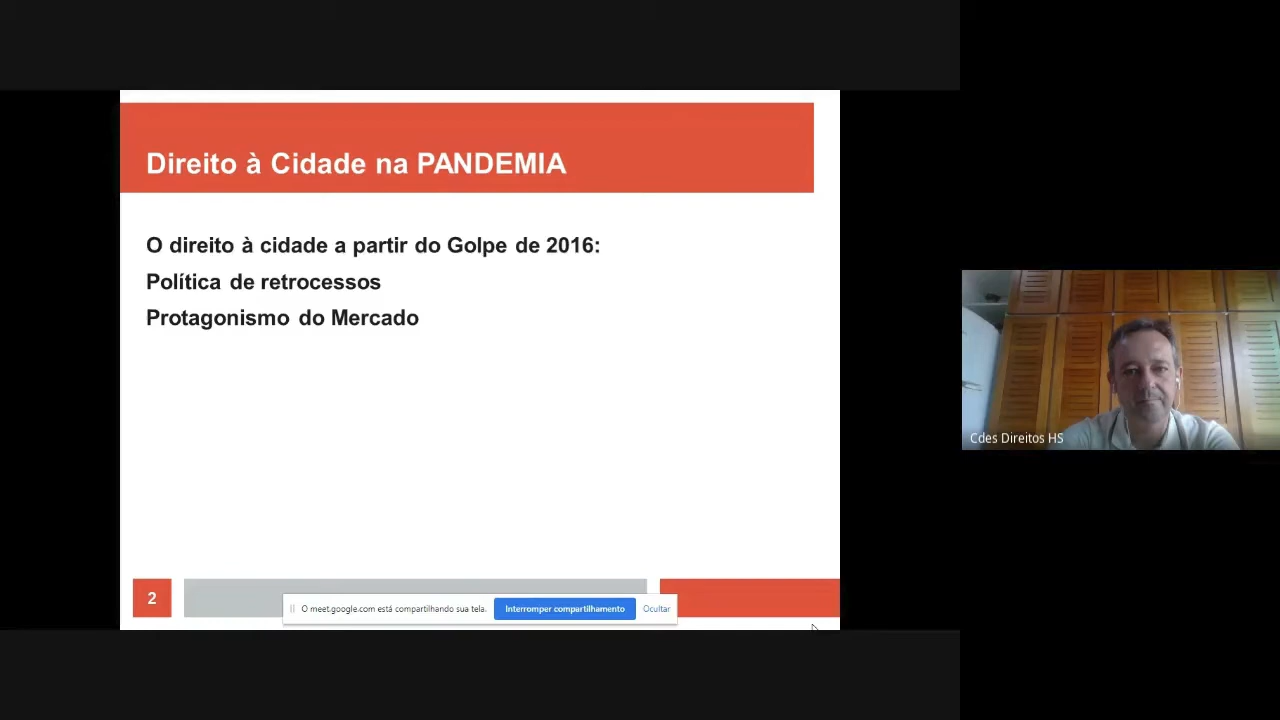 Direito à Cidade na PANDEMIA
O direito à cidade a partir do Golpe de 2016:
Política de retrocessos
Protagonismo do Mercado
2
O meet.google.com está compartilhando sua tela.
Interromper compartilhamento
Ocultar
Cdes Direitos HS